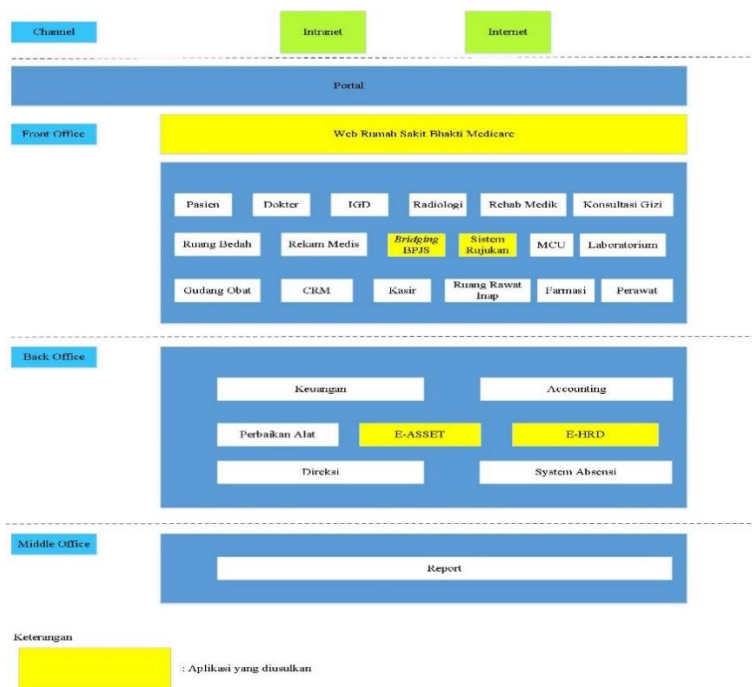 Channel
Intranet
Internet
Portal
Front Office
Web Rumah Sakit Bhakti Medicare
Pasien
Dokter
IGD
Radiologi
Rehab Medik
Konsultasi Gizi
Ruang Bedah
Rekam Medis
Bridging
BPJS
Sistem
Rujukan
MCU
Laboratorium
Gudang Obat
CRM
Kasir
Ruang Rawat
Inap
Farmasi
Perawat
Back Office
Keuangan
Accounting
Perbaikan Alat
E-ASSET
E-HRD
Direksi
System Absensi
Middle Office
Report
Keterangan
: Aplikasi yang diusulkan